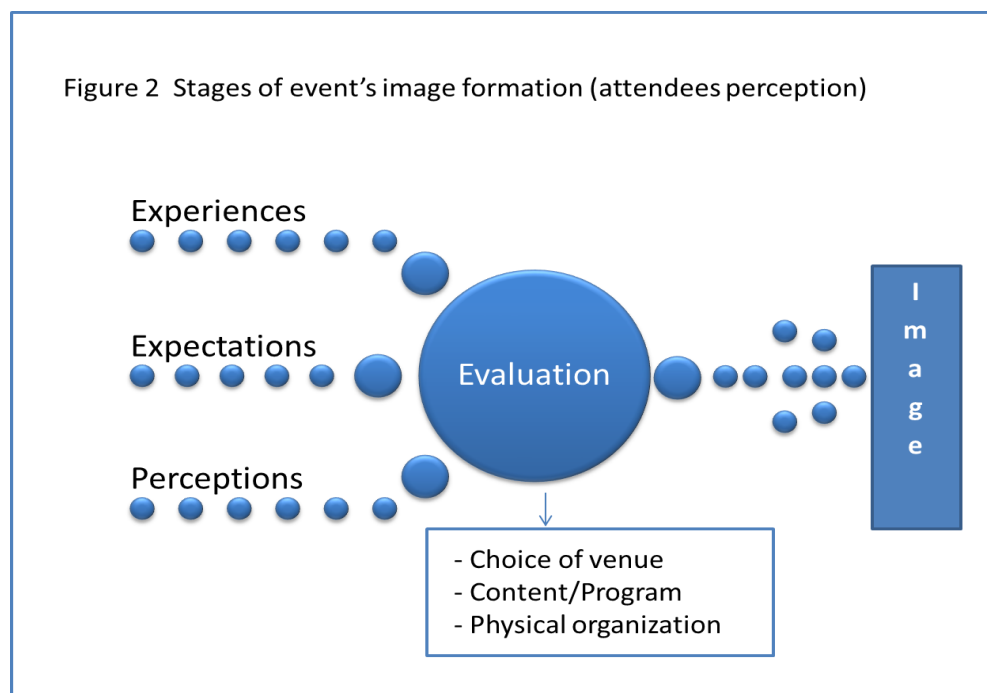 Figure 2  Stages of event’s image formation (attendees perception)
Experiences
Expectations
Evaluation
Perceptions
- Choice of venue
- Content/Program
- Physical organization
I
m
a
g
e